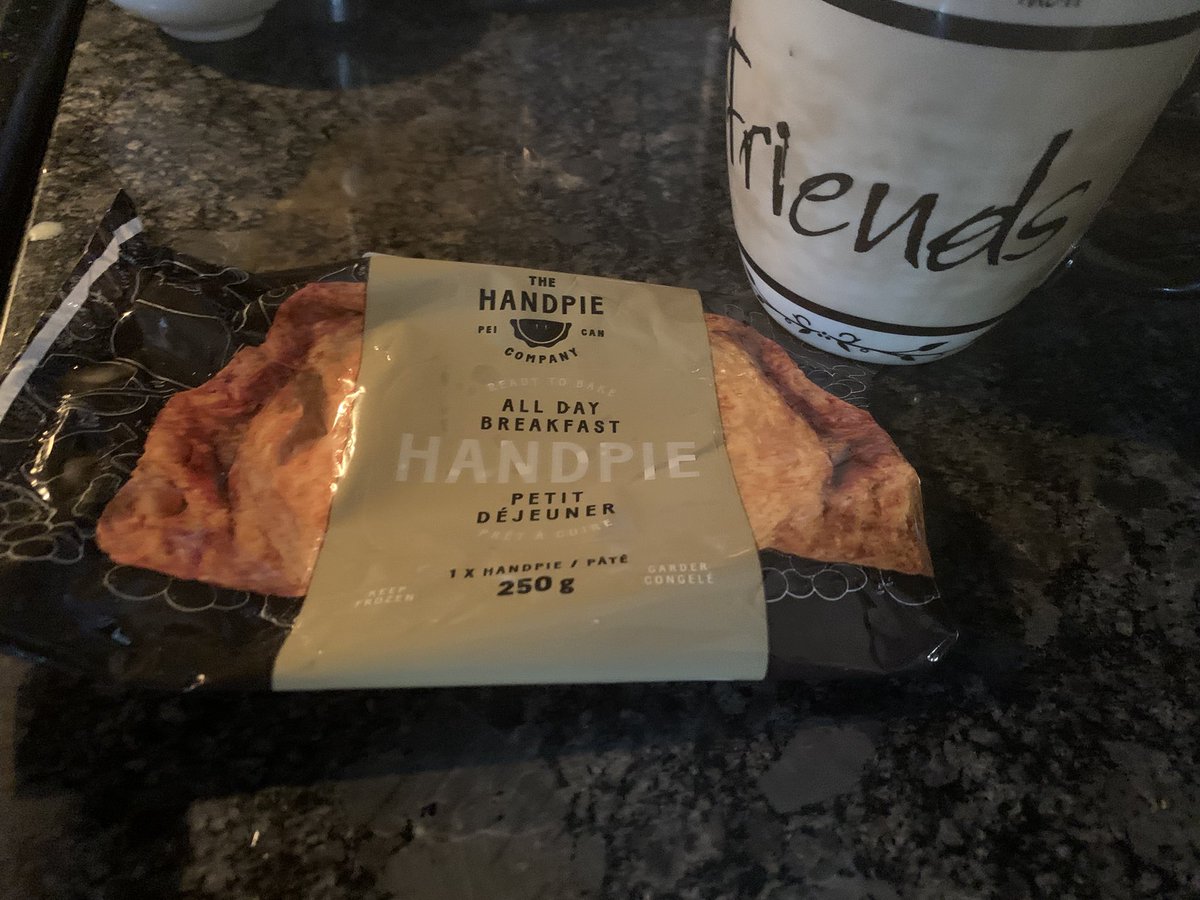 THE
HANDPIE
PEI CAN
COMPANY
READY TO BAKE
ALL DAY
BREAKFAST
HANDPIE
PETIT
DÉJEUNER
PRÊT À CUIRE
1 X HANDPIE / PÂTÉ
250 g
KEEP
FROZEN
GARDER
CONGELÉ
Friends